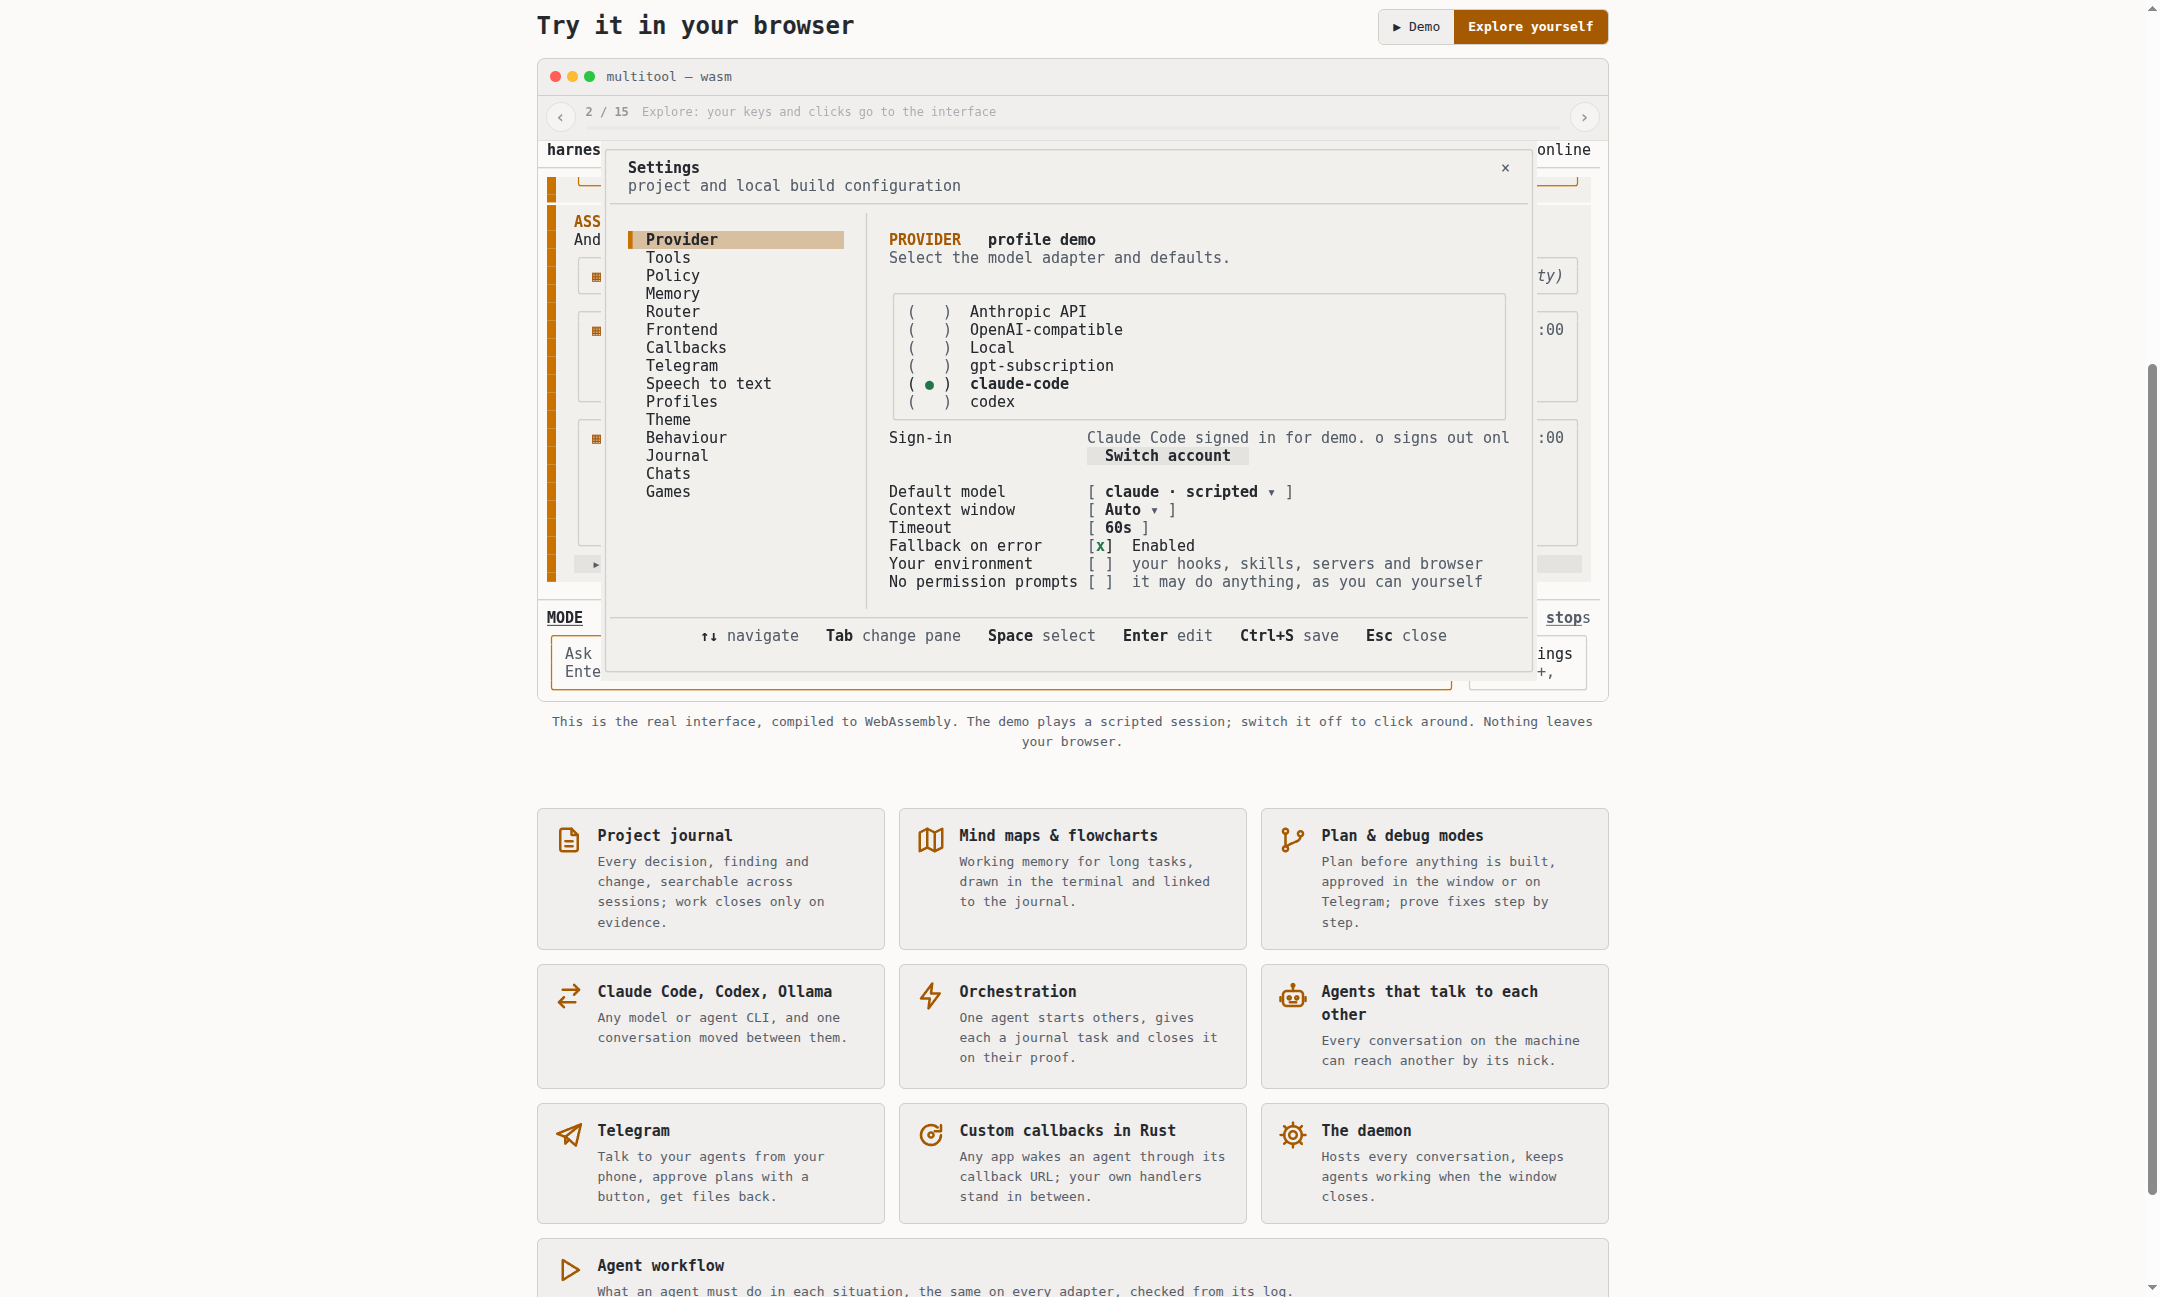 Try it in your browser
▶ Demo
Explore yourself
multitool — wasm
‹
2 / 15 Explore: your keys and clicks go to the interface
›
harnes
online
Settings ×
project and local build configuration
ASS
And
ty)
:00
:00
Provider
Tools
Policy
Memory
Router
Frontend
Callbacks
Telegram
Speech to text
Profiles
Theme
Behaviour
Journal
Chats
Games
PROVIDER profile demo
Select the model adapter and defaults.
( ) Anthropic API
( ) OpenAI-compatible
( ) Local
( ) gpt-subscription
( ● ) claude-code
( ) codex
Sign-in Claude Code signed in for demo. o signs out onl
Switch account
Default model [ claude · scripted ▾ ]
Context window [ Auto ▾ ]
Timeout [ 60s ]
Fallback on error [x] Enabled
Your environment [ ] your hooks, skills, servers and browser
No permission prompts [ ] it may do anything, as you can yourself
↑↓ navigate Tab change pane Space select Enter edit Ctrl+S save Esc close
MODE
stops
Ask
Ente
ings
+,
This is the real interface, compiled to WebAssembly. The demo plays a scripted session; switch it off to click around. Nothing leaves
your browser.
Project journal
Every decision, finding and
change, searchable across
sessions; work closes only on
evidence.
Mind maps & flowcharts
Working memory for long tasks,
drawn in the terminal and linked
to the journal.
Plan & debug modes
Plan before anything is built,
approved in the window or on
Telegram; prove fixes step by
step.
Claude Code, Codex, Ollama
Any model or agent CLI, and one
conversation moved between them.
Orchestration
One agent starts others, gives
each a journal task and closes it
on their proof.
Agents that talk to each
other
Every conversation on the machine
can reach another by its nick.
Telegram
Talk to your agents from your
phone, approve plans with a
button, get files back.
Custom callbacks in Rust
Any app wakes an agent through its
callback URL; your own handlers
stand in between.
The daemon
Hosts every conversation, keeps
agents working when the window
closes.
Agent workflow
What an agent must do in each situation, the same on every adapter, checked from its log.